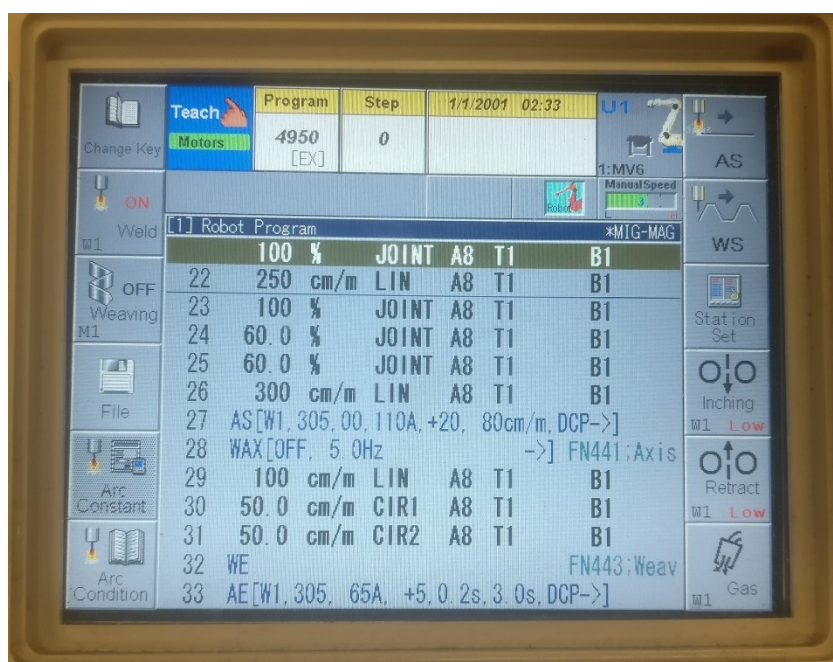 Change Key
Teach
Motors
Program
4950
[EX]
Step
0
1/1/2001 02:33
U1
1:MV6
AS
ON
Weld
W1
Robot
Manual Speed
3
WS
[1] Robot Program *MIG-MAG
100 % JOINT A8 T1 B1
22 250 cm/m LIN A8 T1 B1
23 100 % JOINT A8 T1 B1
24 60.0 % JOINT A8 T1 B1
25 60.0 % JOINT A8 T1 B1
26 300 cm/m LIN A8 T1 B1
27 AS[W1,305,00,110A,+20, 80cm/m,DCP->]
28 WAX[OFF, 5.0Hz ->] FN441;Axis
29 100 cm/m LIN A8 T1 B1
30 50.0 cm/m CIR1 A8 T1 B1
31 50.0 cm/m CIR2 A8 T1 B1
32 WE FN443;Weav
33 AE[W1,305, 65A, +5,0.2s,3.0s,DCP->]
OFF
Weaving
M1
File
Arc
Constant
Arc
Condition
Station
Set
Inching
W1 Low
Retract
W1 Low
Gas
W1